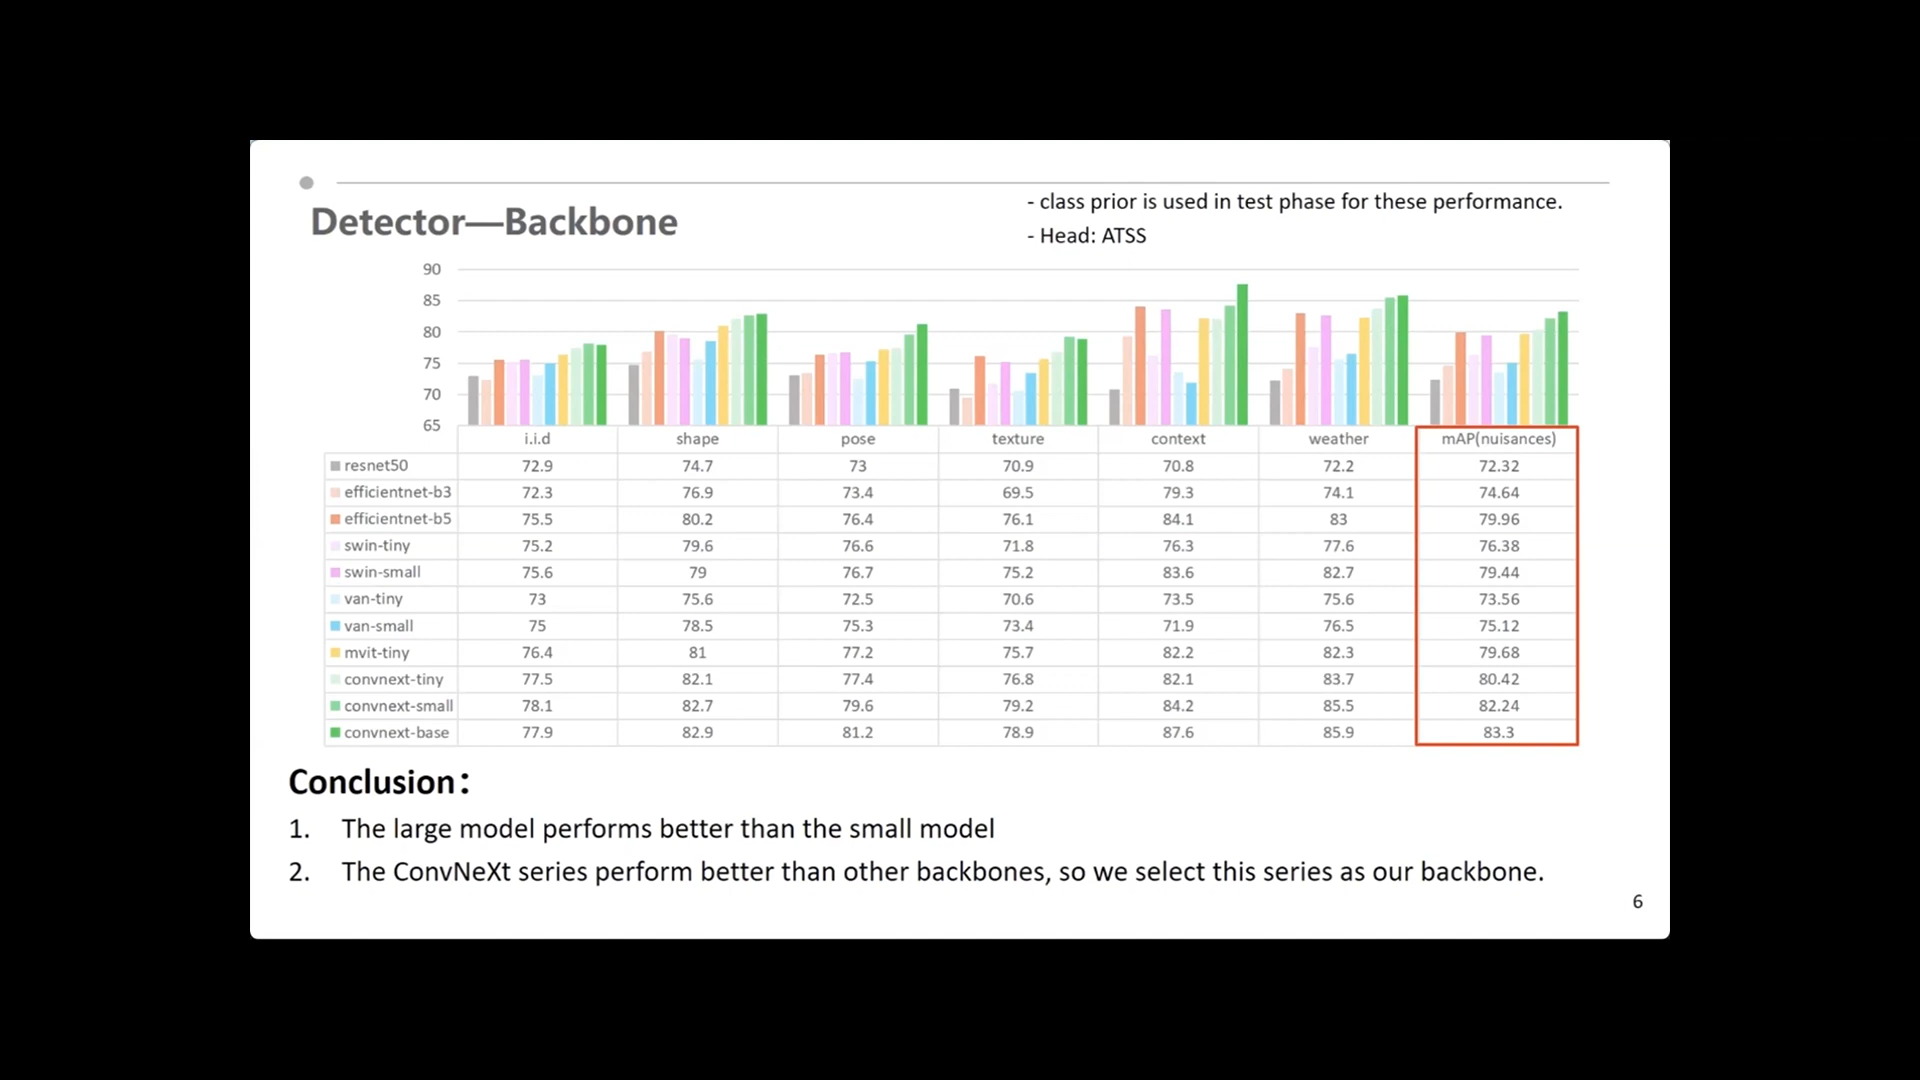 Detector—Backbone
- class prior is used in test phase for these performance.
- Head: ATSS
90
85
80
75
70
65
i.i.d shape pose texture context weather mAP(nuisances)
resnet50 72.9 74.7 73 70.9 70.8 72.2 72.32
efficientnet-b3 72.3 76.9 73.4 69.5 79.3 74.1 74.64
efficientnet-b5 75.5 80.2 76.4 76.1 84.1 83 79.96
swin-tiny 75.2 79.6 76.6 71.8 76.3 77.6 76.38
swin-small 75.6 79 76.7 75.2 83.6 82.7 79.44
van-tiny 73 75.6 72.5 70.6 73.5 75.6 73.56
van-small 75 78.5 75.3 73.4 71.9 76.5 75.12
mvit-tiny 76.4 81 77.2 75.7 82.2 82.3 79.68
convnext-tiny 77.5 82.1 77.4 76.8 82.1 83.7 80.42
convnext-small 78.1 82.7 79.6 79.2 84.2 85.5 82.24
convnext-base 77.9 82.9 81.2 78.9 87.6 85.9 83.3
Conclusion：
1. The large model performs better than the small model
2. The ConvNeXt series perform better than other backbones, so we select this series as our backbone.
6